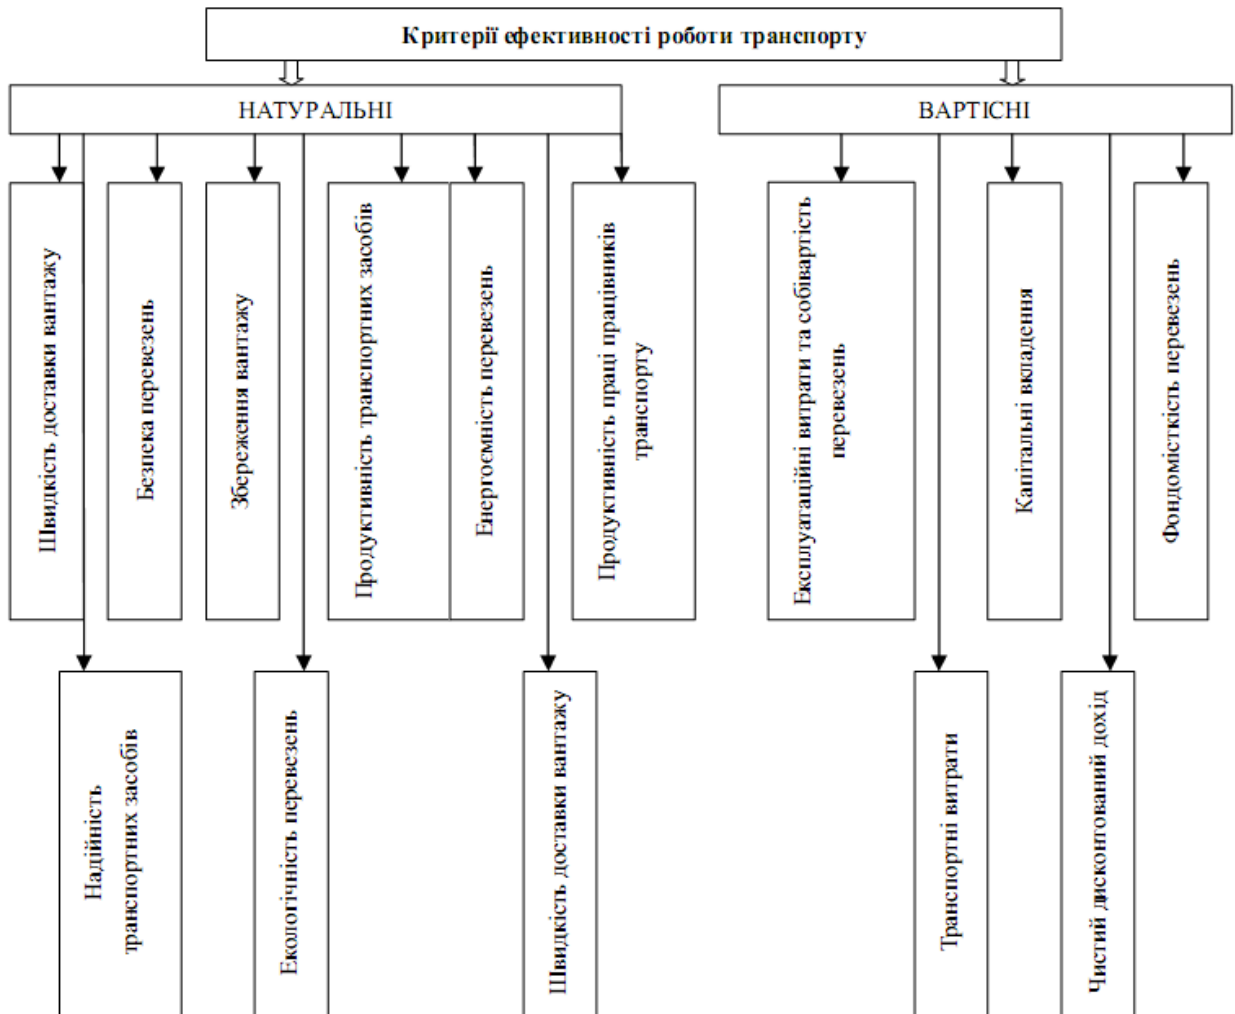 Критерії ефективності роботи транспорту
НАТУРАЛЬНІ
ВАРТІСНІ
Швидкість доставки вантажу
Безпека перевезень
Збереження вантажу
Продуктивність транспортних засобів
Енергоємність перевезень
Продуктивність праці працівників
транспорту
Експлуатаційні витрати та собівартість
перевезень
Капітальні вкладення
Фондомісткість перевезень
Надійність
транспортних засобів
Екологічність перевезень
Швидкість доставки вантажу
Транспортні витрати
Чистий дисконтований дохід